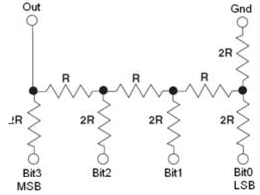 Out Gnd
2R
R R R
2R 2R 2R 2R
Bit3 Bit2 Bit1 Bit0
MSB LSB